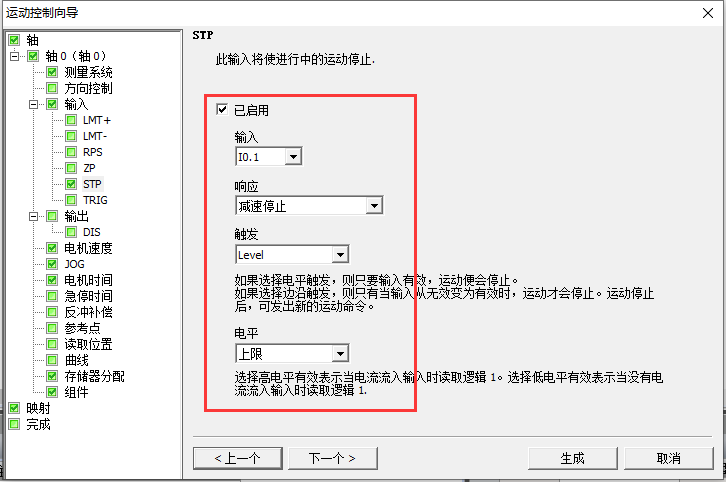 运动控制向导
轴
轴 0（轴 0）
测量系统
方向控制
输入
LMT+
LMT-
RPS
ZP
STP
TRIG
输出
DIS
电机速度
JOG
电机时间
急停时间
反冲补偿
参考点
读取位置
曲线
存储器分配
组件
映射
完成
STP
此输入将使进行中的运动停止.
已启用
输入
I0.1
响应
减速停止
触发
Level
如果选择电平触发，则只要输入有效，运动便会停止。
如果选择边沿触发，则只有当输入从无效变为有效时，运动才会停止。运动停止
后，可发出新的运动命令。
电平
上限
选择高电平有效表示当电流流入输入时读取逻辑 1。选择低电平有效表示当没有电
流流入输入时读取逻辑 1.
< 上一个
下一个 >
生成
取消